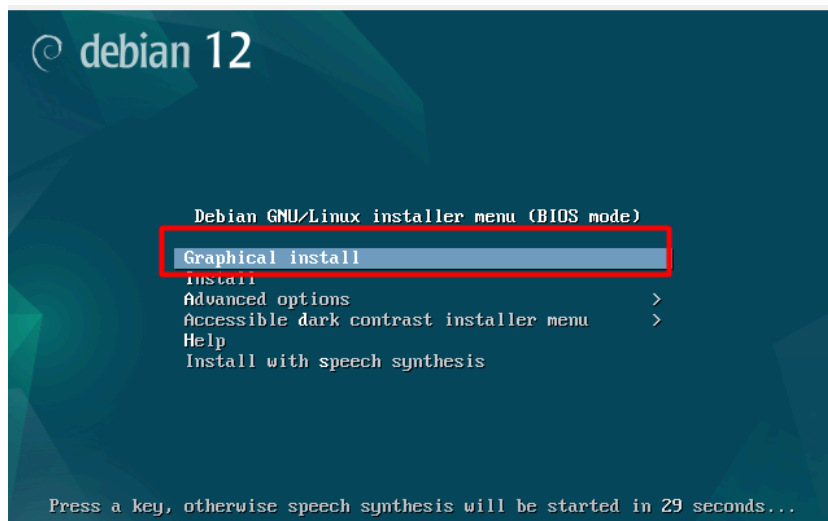 debian 12
Debian GNU/Linux installer menu (BIOS mode)
Graphical install
Install
Advanced options >
Accessible dark contrast installer menu >
Help
Install with speech synthesis
Press a key, otherwise speech synthesis will be started in 29 seconds...